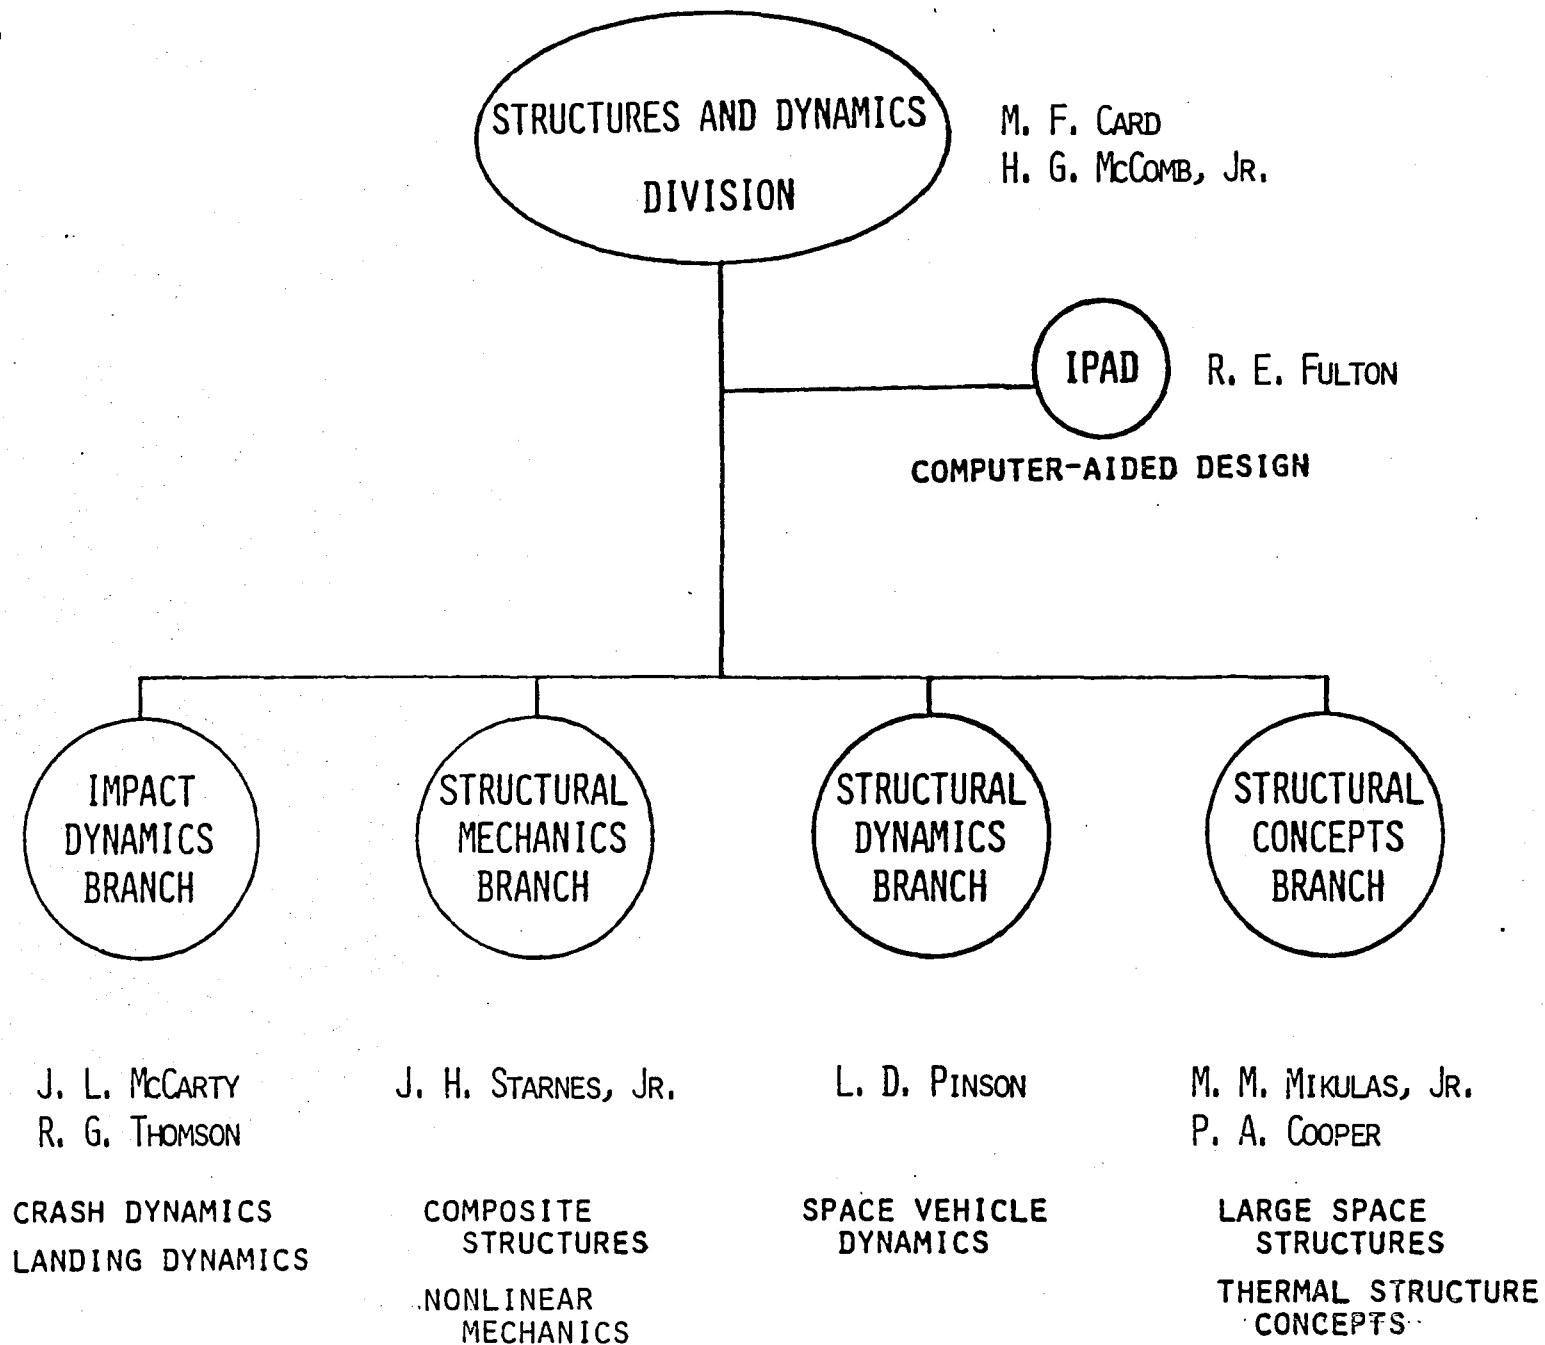 STRUCTURES AND DYNAMICS
DIVISION
M. F. CARD
H. G. McCOMB, JR.
IPAD
R. E. FULTON
COMPUTER-AIDED DESIGN
IMPACT
DYNAMICS
BRANCH
STRUCTURAL
MECHANICS
BRANCH
STRUCTURAL
DYNAMICS
BRANCH
STRUCTURAL
CONCEPTS
BRANCH
J. L. McCARTY
R. G. THOMSON
J. H. STARNES, JR.
L. D. PINSON
M. M. MIKULAS, JR.
P. A. COOPER
CRASH DYNAMICS
LANDING DYNAMICS
COMPOSITE
STRUCTURES
NONLINEAR
MECHANICS
SPACE VEHICLE
DYNAMICS
LARGE SPACE
STRUCTURES
THERMAL STRUCTURE
CONCEPTS